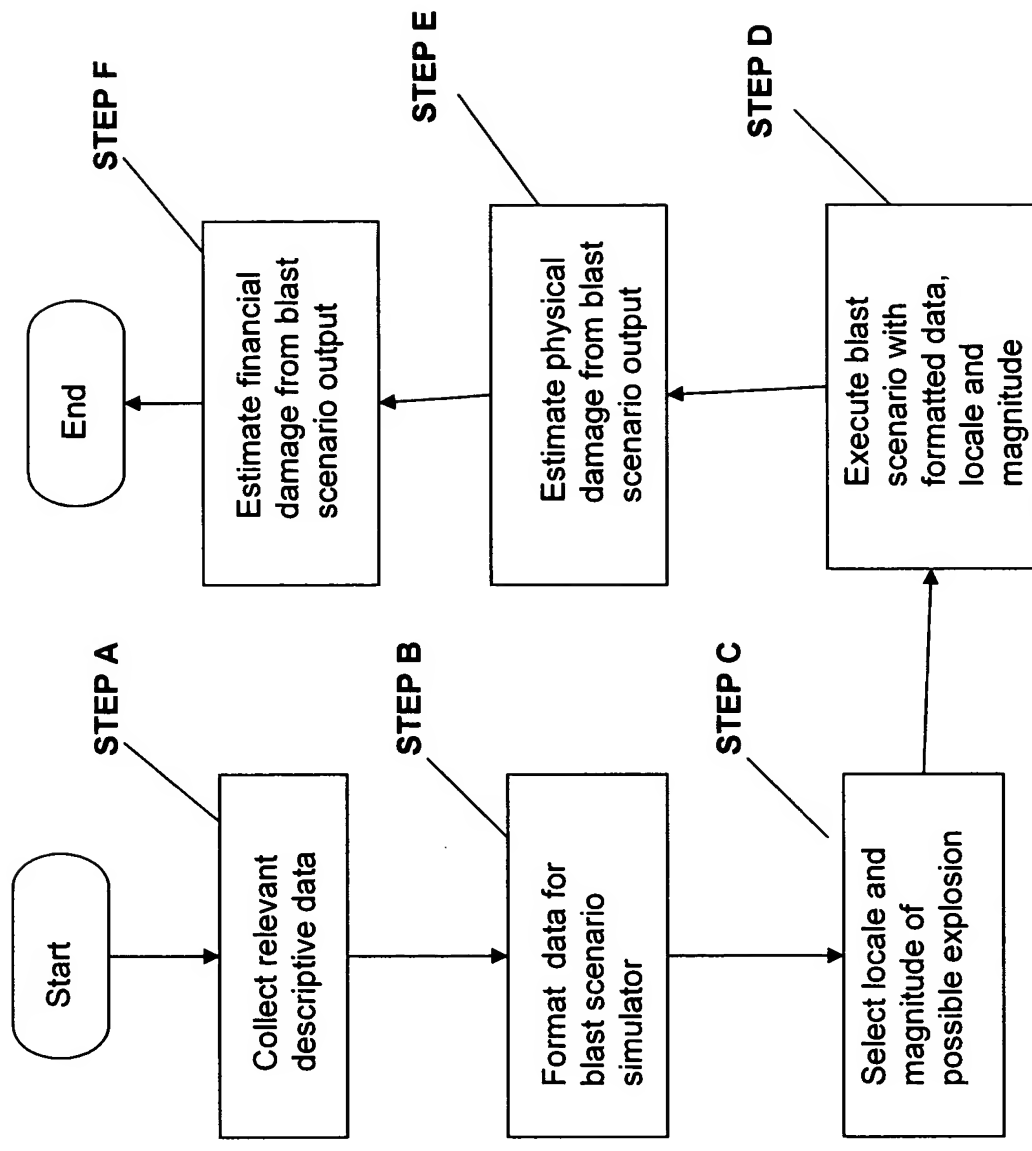 Start
STEP A
Collect relevant
descriptive data
STEP B
Format data for
blast scenario
simulator
STEP C
Select locale and
magnitude of
possible explosion
STEP D
Execute blast
scenario with
formatted data,
locale and
magnitude
STEP E
Estimate physical
damage from blast
scenario output
STEP F
Estimate financial
damage from blast
scenario output
End